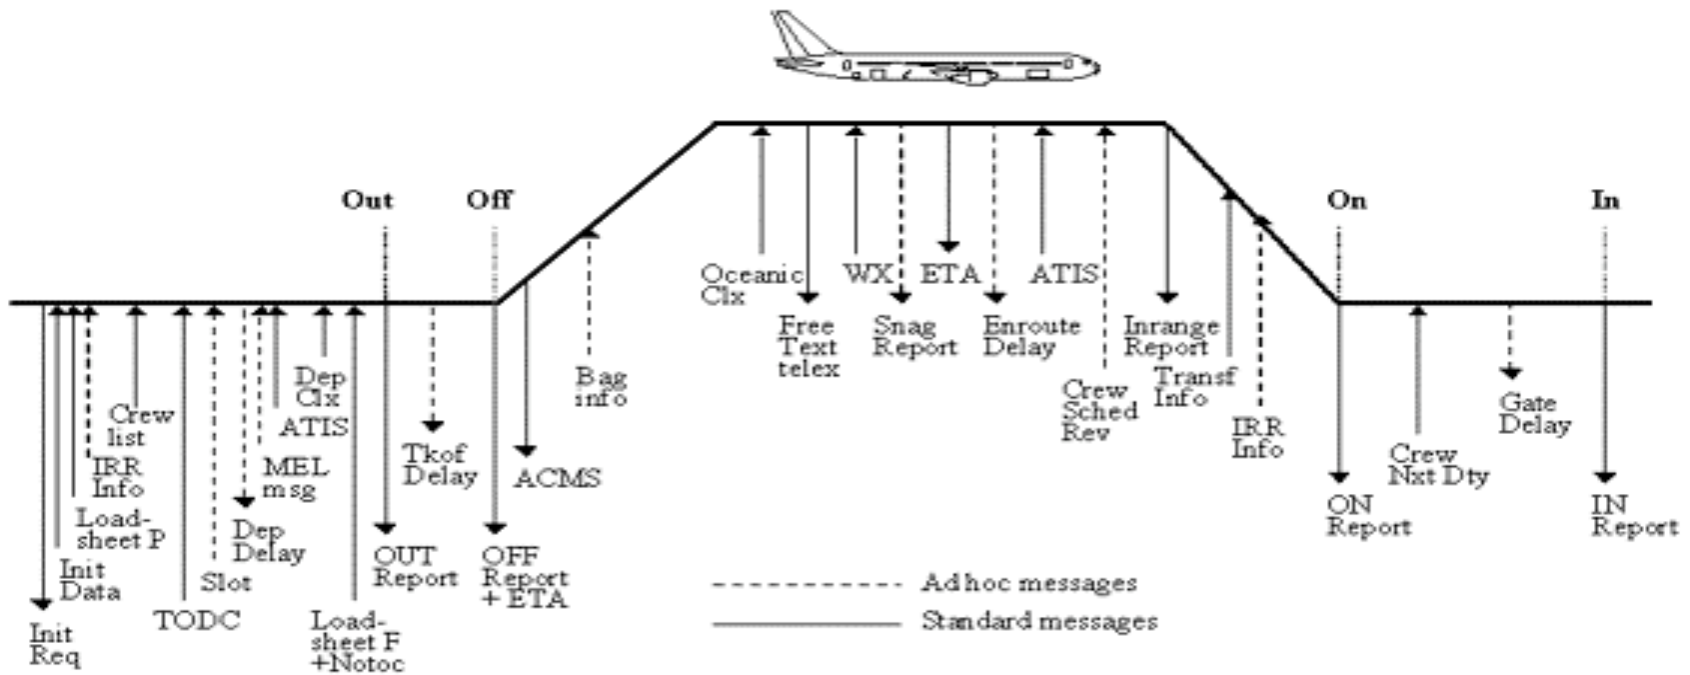 Out
Off
On
In
Oceanic
Clx
WX
ETA
ATIS
Free
Text
telex
Snag
Report
Enroute
Delay
Inrange
Report
Crew
Sched
Rev
Transf
Info
IRR
Info
Bag
info
Dep
Clx
ATIS
Crew
list
MEL
msg
IRR
Info
Load-
sheet P
Dep
Delay
Init
Data
Slot
TODC
Init
Req
Load-
sheet F
+Notoc
OUT
Report
Tkof
Delay
OFF
Report
+ ETA
ACMS
ON
Report
Crew
Nxt Dty
Gate
Delay
IN
Report
Adhoc messages
Standard messages